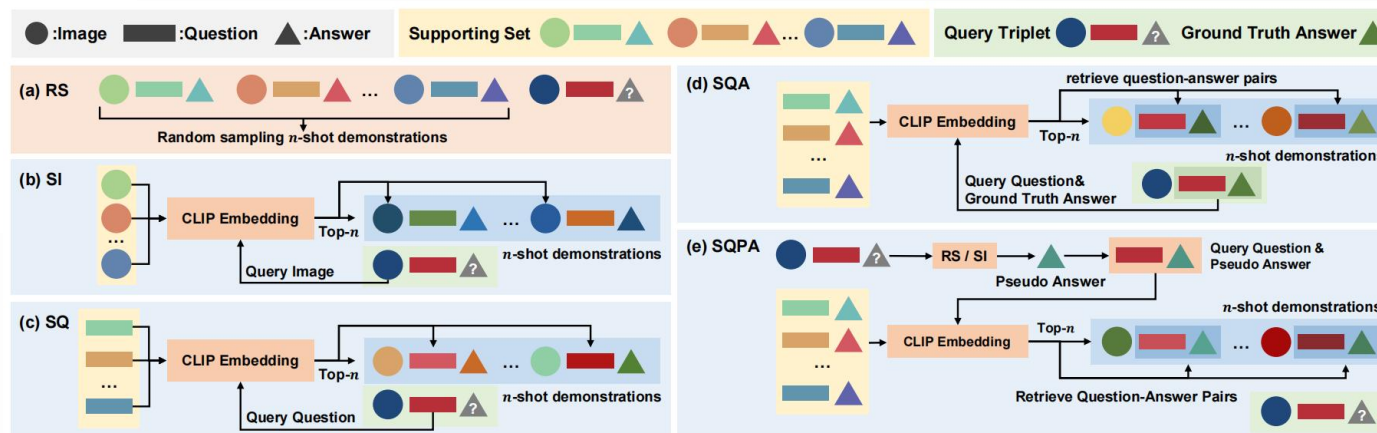 :Image :Question :Answer
Supporting Set ...
Query Triplet ? Ground Truth Answer
(a) RS
... ?
Random sampling n-shot demonstrations
(b) SI
...
CLIP Embedding
Top-n
...
n-shot demonstrations
Query Image
?
(c) SQ
...
CLIP Embedding
Top-n
...
n-shot demonstrations
Query Question
?
(d) SQA
retrieve question-answer pairs
...
CLIP Embedding
Top-n
...
n-shot demonstration
Query Question&
Ground Truth Answer
(e) SQPA
?
RS / SI
Pseudo Answer
Query Question &
Pseudo Answer
n-shot demonstrations
...
CLIP Embedding
Top-n
...
Retrieve Question-Answer Pairs
?